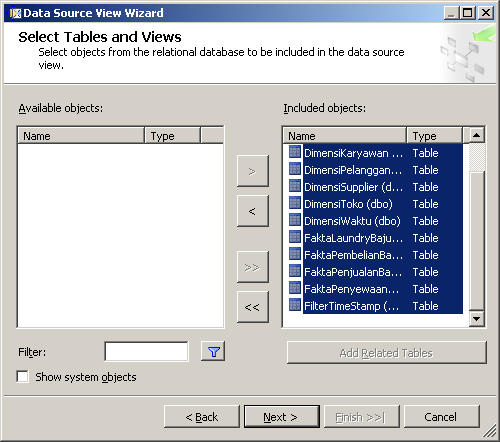 Data Source View Wizard
Select Tables and Views
Select objects from the relational database to be included in the data source
view.
Available objects:
Included objects:
Name Type
Name Type
DimensiKaryawan ... Table
DimensiPelanggan... Table
DimensiSupplier (d... Table
DimensiToko (dbo) Table
DimensiWaktu (dbo) Table
FaktaLaundryBaju... Table
FaktaPembelianBa... Table
FaktaPenjualanBa... Table
FaktaPenyewaan... Table
FilterTimeStamp (... Table
>
<
>>
<<
Filter:
Add Related Tables
Show system objects
< Back
Next >
Finish >>|
Cancel